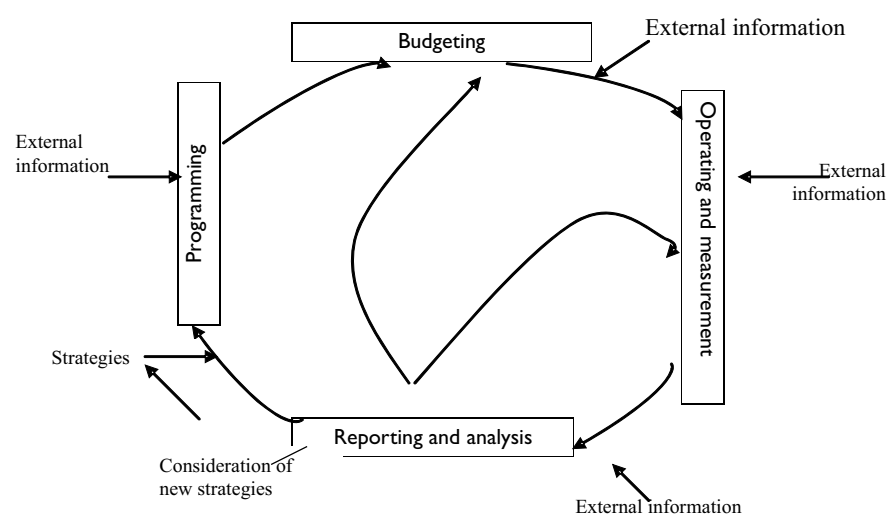 Budgeting
External information
External
information
Programming
Operating and measurement
External
information
Strategies
Reporting and analysis
Consideration of
new strategies
External information